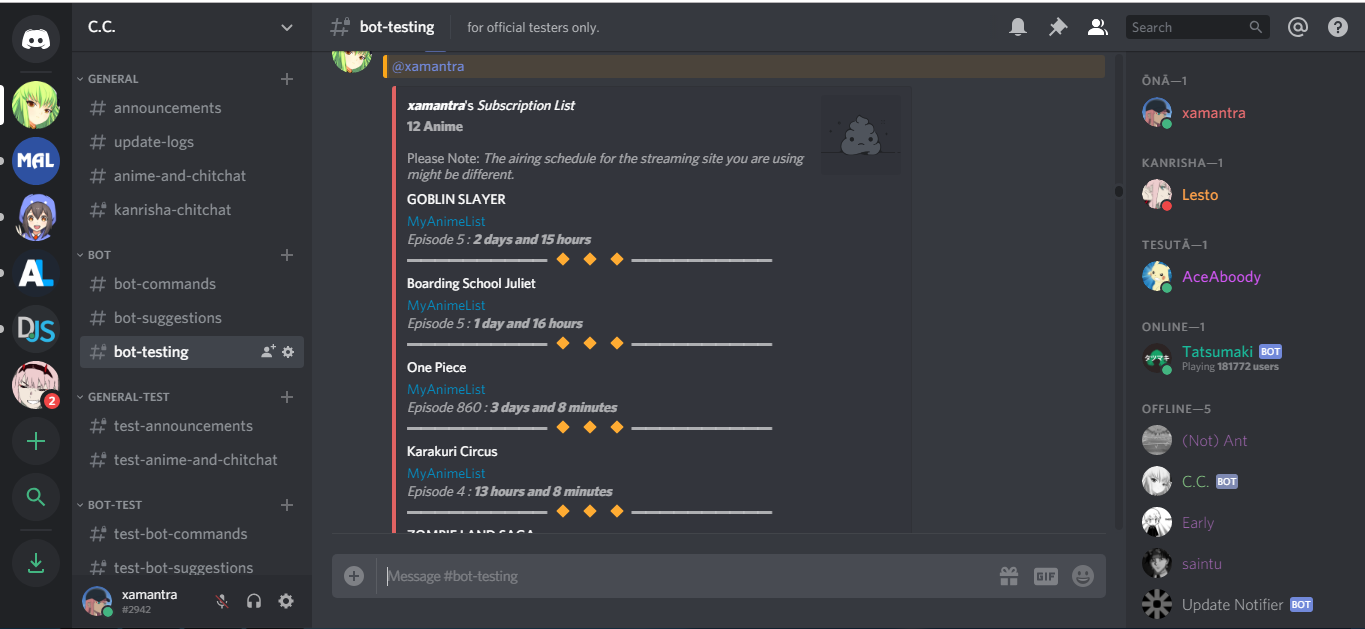 C.C.
bot-testing
for official testers only.
Search
MAL
AL
DJS
2
GENERAL
announcements
update-logs
anime-and-chitchat
kanrisha-chitchat
BOT
bot-commands
bot-suggestions
bot-testing
GENERAL-TEST
test-announcements
test-anime-and-chitchat
BOT-TEST
test-bot-commands
test-bot-suggestions
xamantra
#2942
@xamantra
xamantra's Subscription List
12 Anime
Please Note: The airing schedule for the streaming site you are using
might be different.
GOBLIN SLAYER
MyAnimeList
Episode 5 : 2 days and 15 hours
Boarding School Juliet
MyAnimeList
Episode 5 : 1 day and 16 hours
One Piece
MyAnimeList
Episode 860 : 3 days and 8 minutes
Karakuri Circus
MyAnimeList
Episode 4 : 13 hours and 8 minutes
ZOMBIE LAND SAGA
Message #bot-testing
GIF
ŌNĀ—1
xamantra
KANRISHA—1
Lesto
TESUTĀ—1
AceAboody
ONLINE—1
タツマキ
Tatsumaki BOT
Playing 181772 users
OFFLINE—5
(Not) Ant
C.C. BOT
Early
saintu
Update Notifier BOT